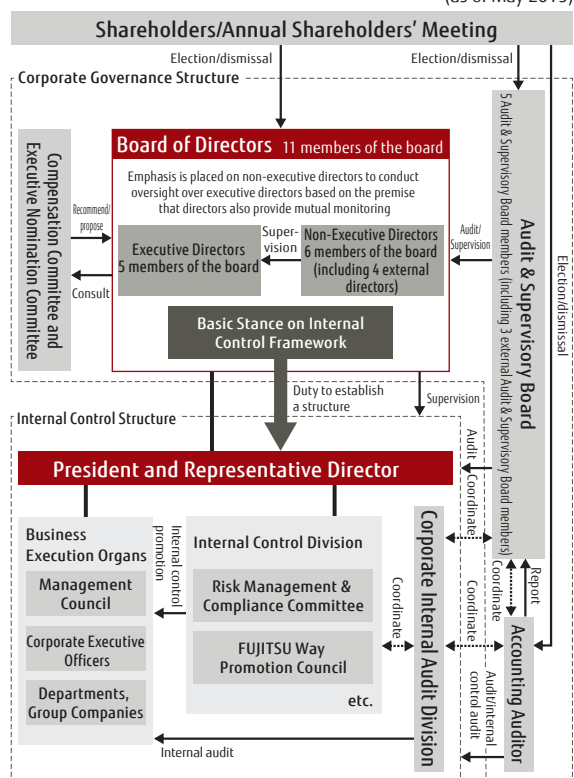 (as of May 2015)
Shareholders/Annual Shareholders' Meeting
Election/dismissal
Election/dismissal
Corporate Governance Structure
Board of Directors 11 members of the board
Emphasis is placed on non-executive directors to conduct
oversight over executive directors based on the premise
that directors also provide mutual monitoring
Compensation Committee and
Executive Nomination Committee
Recommend/
propose
Consult
Executive Directors
5 members of the board
Super-
vision
Non-Executive Directors
6 members of the board
(including 4 external
directors)
Audit/
Supervision
Audit & Supervisory Board
5 Audit & Supervisory Board members (including 3 external Audit & Supervisory Board members)
Election/dismissal
Basic Stance on Internal
Control Framework
Duty to establish
a structure
Supervision
Internal Control Structure
Audit
President and Representative Director
Coordinate
Business
Execution Organs
Management
Council
Corporate Executive
Officers
Departments,
Group Companies
Internal control
promotion
Internal Control Division
Risk Management &
Compliance Committee
FUJITSU Way
Promotion Council
etc.
Coordinate
Corporate Internal Audit Division
Coordinate
Coordinate
Report
Accounting Auditor
Audit/internal
control audit
Internal audit